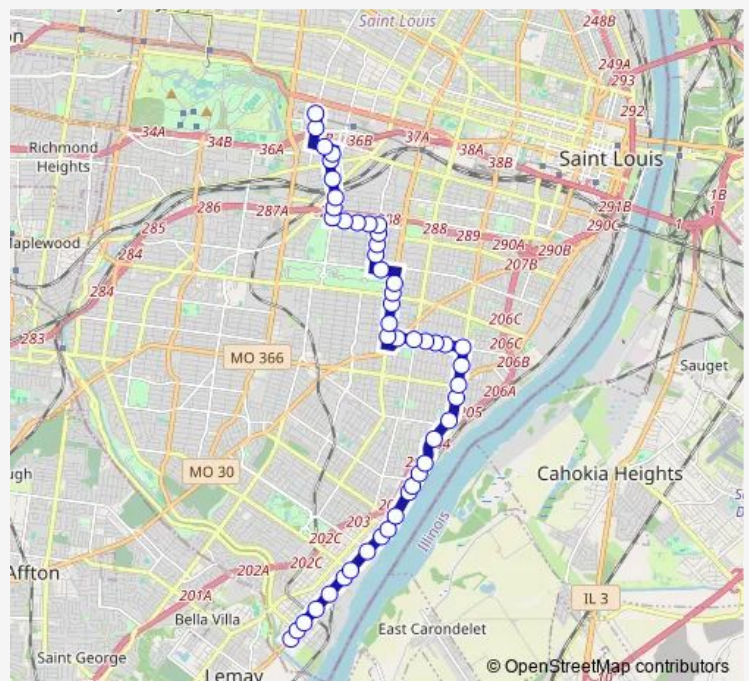 Saint Louis
248B
249A
293
292
34A
34B
36A
36B
37A
38A
38B
Richmond
Heights
Saint Louis
1B
1
1
291B
290C
286
287A
288
289
290A
290B
207B
285
284
284
283
Maplewood
206C
206C
206B
206A
205
MO 366
Sauget
MO 30
Cahokia Heights
203
202C
202C
202A
201A
Illinois
Affton
IL 3
Bella Villa
East Carondelet
Saint George
Lemay
© OpenStreetMap contributors